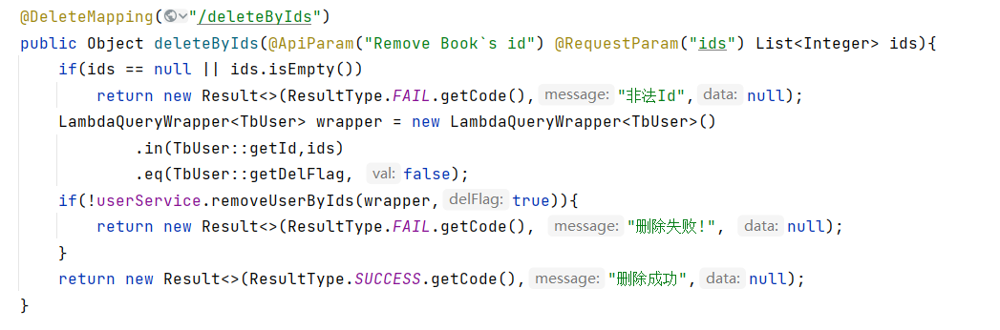 @DeleteMapping("/deleteByIds")
public Object deleteByIds(@ApiParam("Remove Book`s id") @RequestParam("ids") List<Integer> ids){
if(ids == null || ids.isEmpty())
return new Result<>(ResultType.FAIL.getCode(), message: "非法Id", data: null);
LambdaQueryWrapper<TbUser> wrapper = new LambdaQueryWrapper<TbUser>()
.in(TbUser::getId,ids)
.eq(TbUser::getDelFlag, val: false);
if(!userService.removeUserByIds(wrapper, delFlag: true)){
return new Result<>(ResultType.FAIL.getCode(), message: "删除失败!", data: null);
}
return new Result<>(ResultType.SUCCESS.getCode(), message: "删除成功", data: null);
}